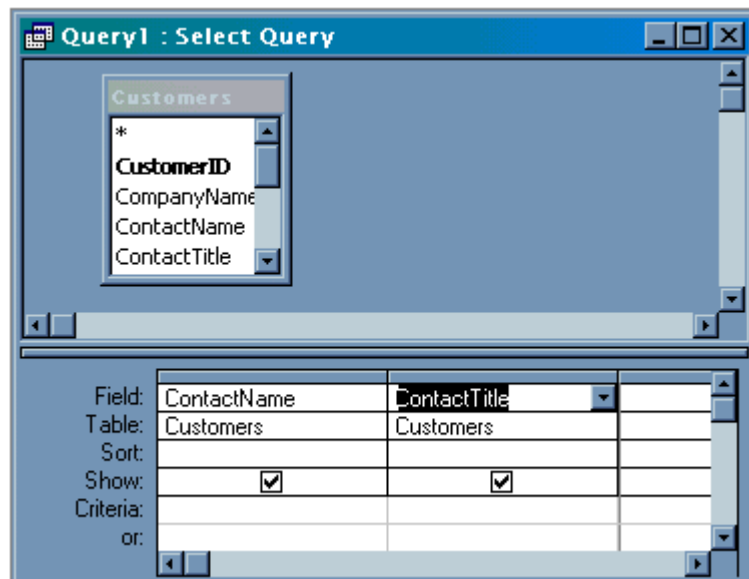 Query1 : Select Query
Customers
*
CustomerID
CompanyName
ContactName
ContactTitle
Field: ContactName ContactTitle
Table: Customers Customers
Sort:
Show:
Criteria:
or: